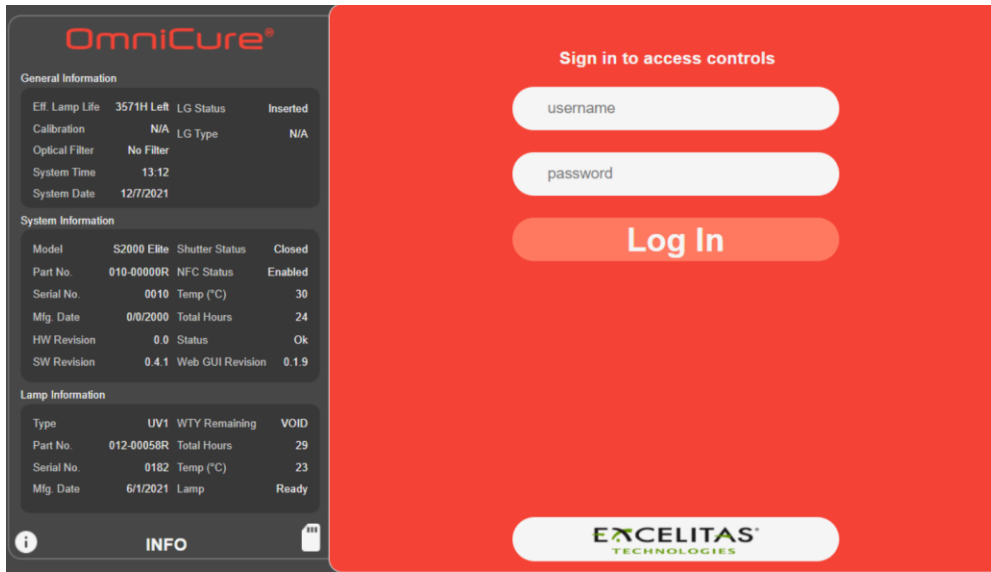 OmniCure®
General Information
Eff. Lamp Life 3571H Left LG Status Inserted
Calibration N/A LG Type N/A
Optical Filter No Filter
System Time 13:12
System Date 12/7/2021
System Information
Model S2000 Elite Shutter Status Closed
Part No. 010-00000R NFC Status Enabled
Serial No. 0010 Temp (°C) 30
Mfg. Date 0/0/2000 Total Hours 24
HW Revision 0.0 Status Ok
SW Revision 0.4.1 Web GUI Revision 0.1.9
Lamp Information
Type UV1 WTY Remaining VOID
Part No. 012-00058R Total Hours 29
Serial No. 0182 Temp (°C) 23
Mfg. Date 6/1/2021 Lamp Ready
i INFO
Sign in to access controls
username
password
Log In
EXCELITAS
TECHNOLOGIES